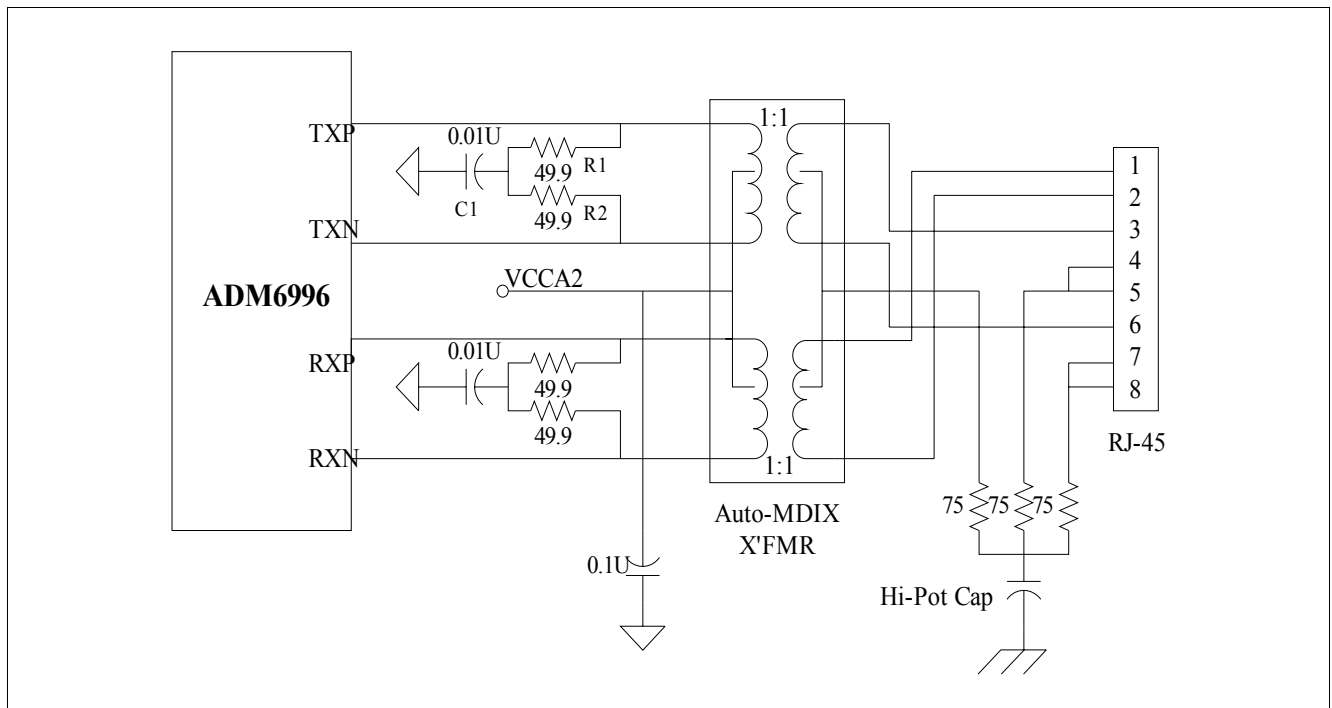 TXP
0.01U
49.9
R1
C1
49.9
R2
TXN
ADM6996
VCCA2
RXP
0.01U
49.9
49.9
RXN
0.1U
1:1
1:1
Auto-MDIX
X'FMR
1
2
3
4
5
6
7
8
RJ-45
75
75
75
Hi-Pot Cap